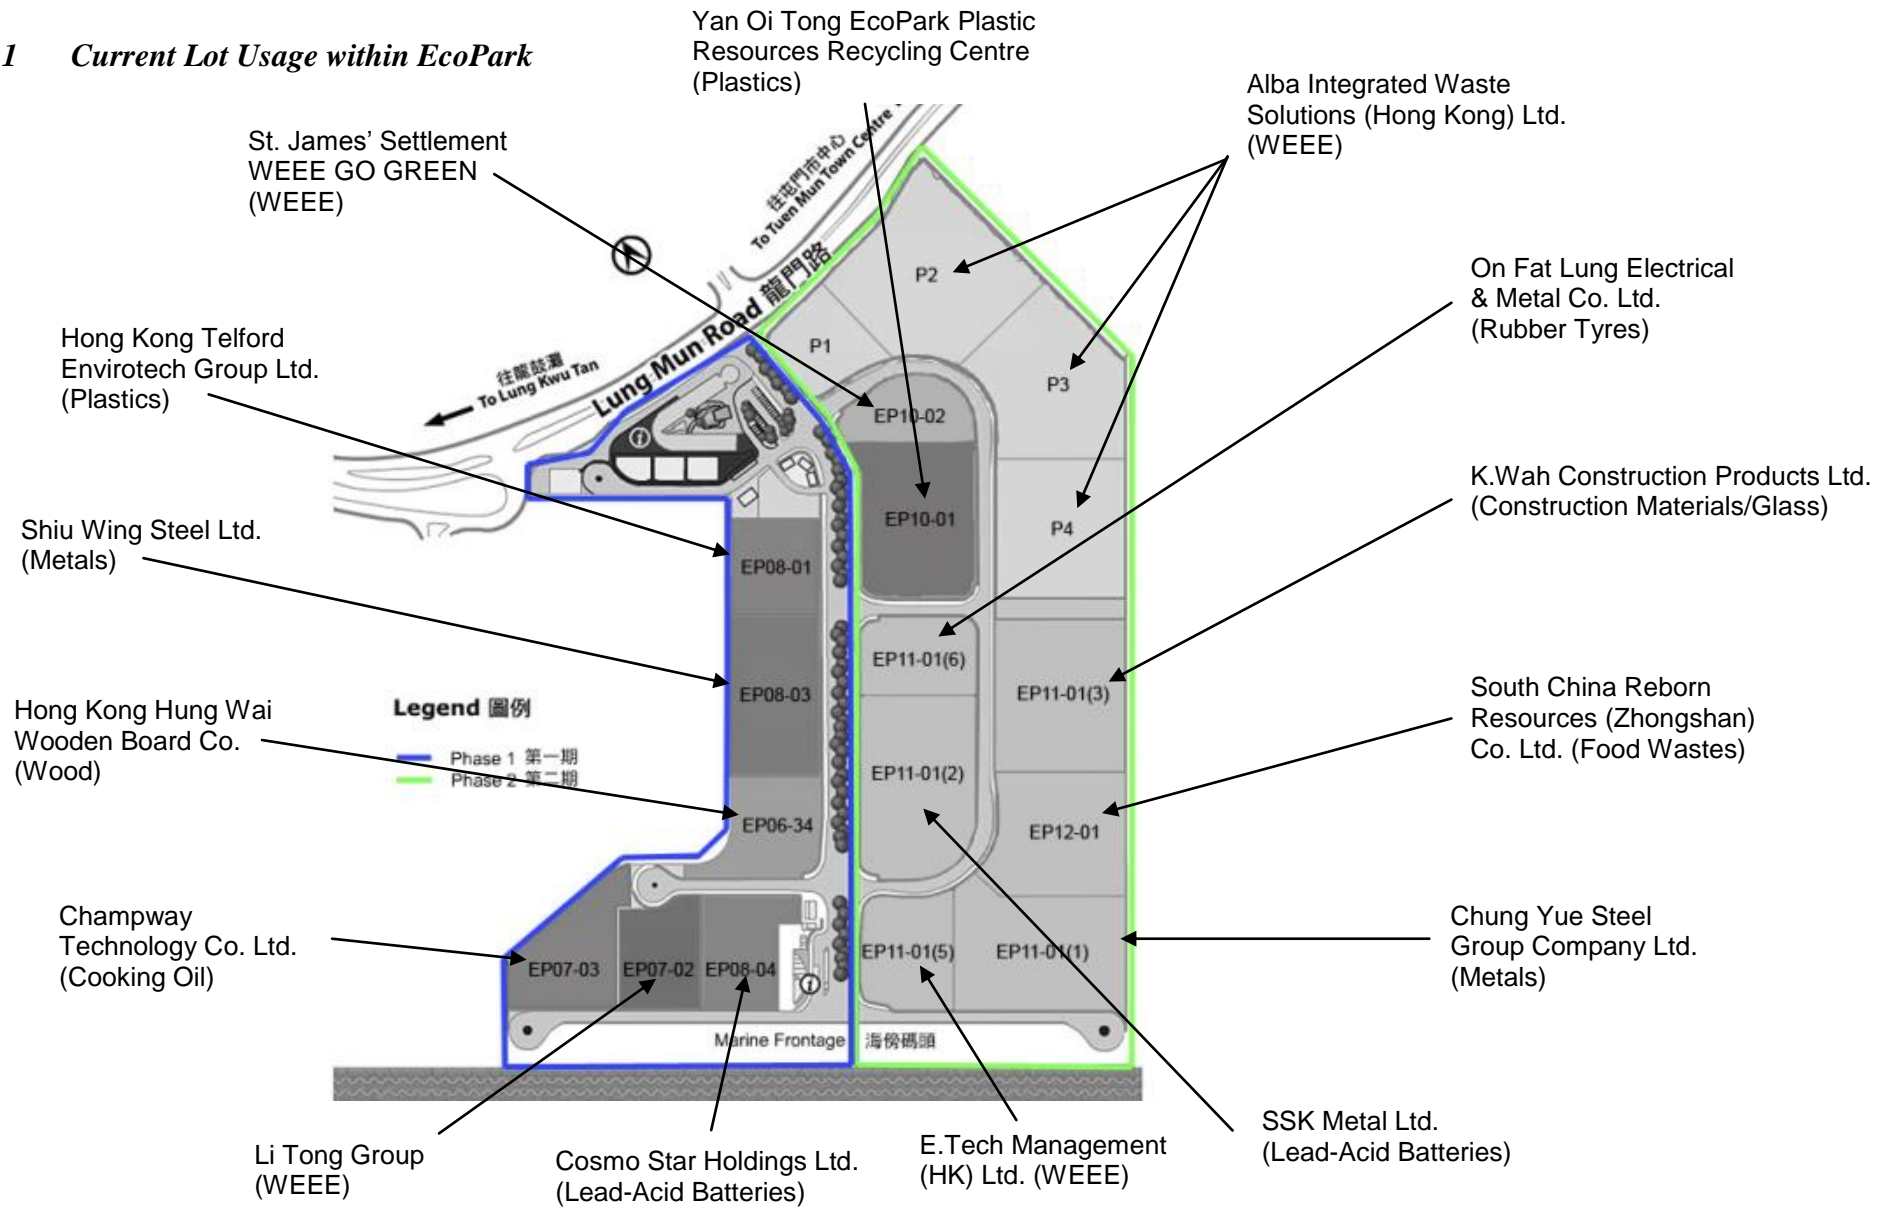 1 Current Lot Usage within EcoPark
Yan Oi Tong EcoPark Plastic
Resources Recycling Centre
(Plastics)
Alba Integrated Waste
Solutions (Hong Kong) Ltd.
(WEEE)
St. James’ Settlement
WEEE GO GREEN
(WEEE)
往屯門市中心
To Tuen Mun Town Centre
On Fat Lung Electrical
& Metal Co. Ltd.
(Rubber Tyres)
Hong Kong Telford
Envirotech Group Ltd.
(Plastics)
往龍鼓灘
To Lung Kwu Tan
Lung Mun Road 龍門路
P2
P1
P3
EP10-02
K.Wah Construction Products Ltd.
(Construction Materials/Glass)
Shiu Wing Steel Ltd.
(Metals)
EP10-01
P4
EP08-01
EP11-01(6)
EP08-03
EP11-01(3)
South China Reborn
Resources (Zhongshan)
Co. Ltd. (Food Wastes)
Hong Kong Hung Wai
Wooden Board Co.
(Wood)
Legend 圖例
Phase 1 第一期
Phase 2 第二期
EP11-01(2)
EP06-34
EP12-01
Champway
Technology Co. Ltd.
(Cooking Oil)
Chung Yue Steel
Group Company Ltd.
(Metals)
EP07-03
EP07-02
EP08-04
EP11-01(5)
EP11-01(1)
Marine Frontage 海傍碼頭
Li Tong Group
(WEEE)
Cosmo Star Holdings Ltd.
(Lead-Acid Batteries)
E.Tech Management
(HK) Ltd. (WEEE)
SSK Metal Ltd.
(Lead-Acid Batteries)